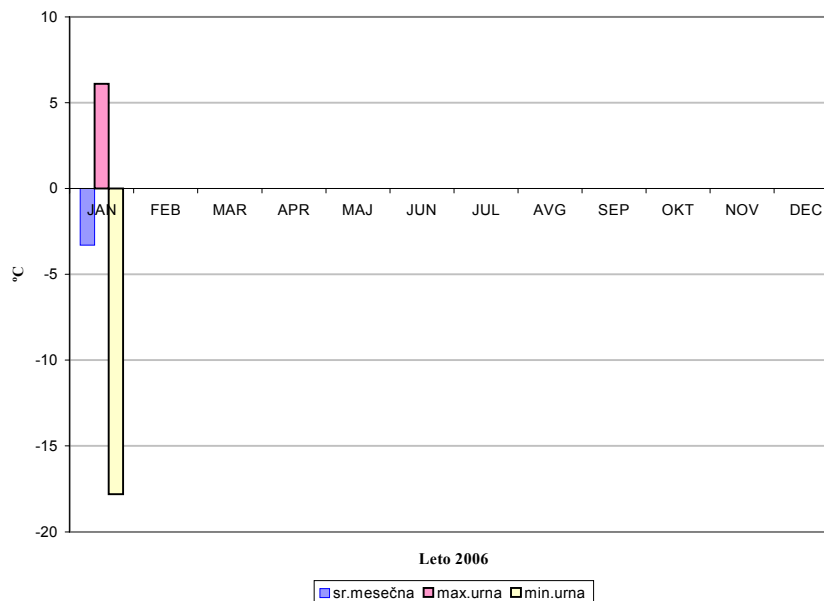 10
5
0
JAN FEB MAR APR MAJ JUN JUL AVG SEP OKT NOV DEC
-5
ºC
-10
-15
-20
Leto 2006
sr.mesečna max.urna min.urna